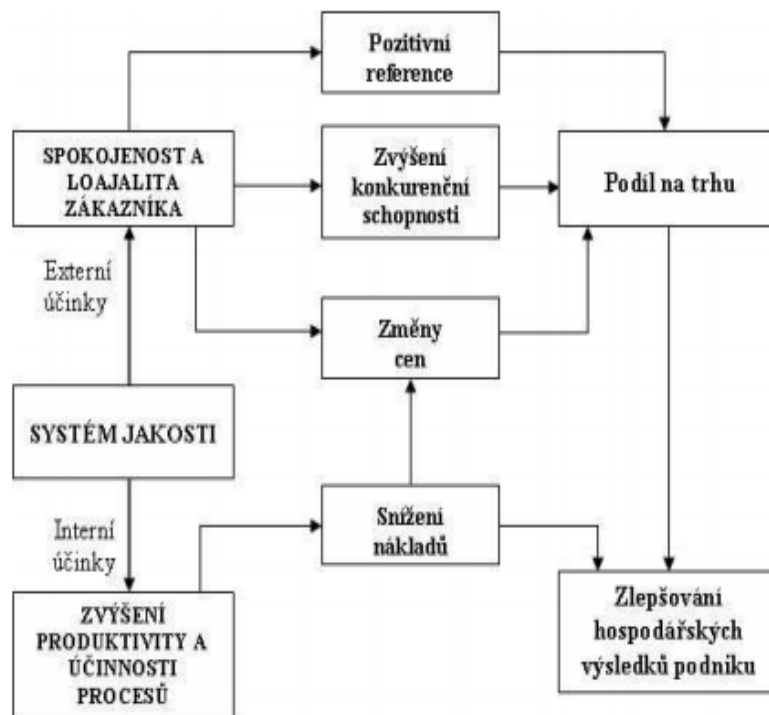 Pozitivní
reference
SPOKOJENOST A
LOAJALITA
ZÁKAZNÍKA
Zvýšení
konkurenční
schopnosti
Podíl na trhu
Externí
účinky
Změny
cen
SYSTÉM JAKOSTI
Interní
účinky
Snížení
nákladů
ZVÝŠENÍ
PRODUKTIVITY A
ÚČINNOSTI
PROCESŮ
Zlepšování
hospodářských
výsledků podniku